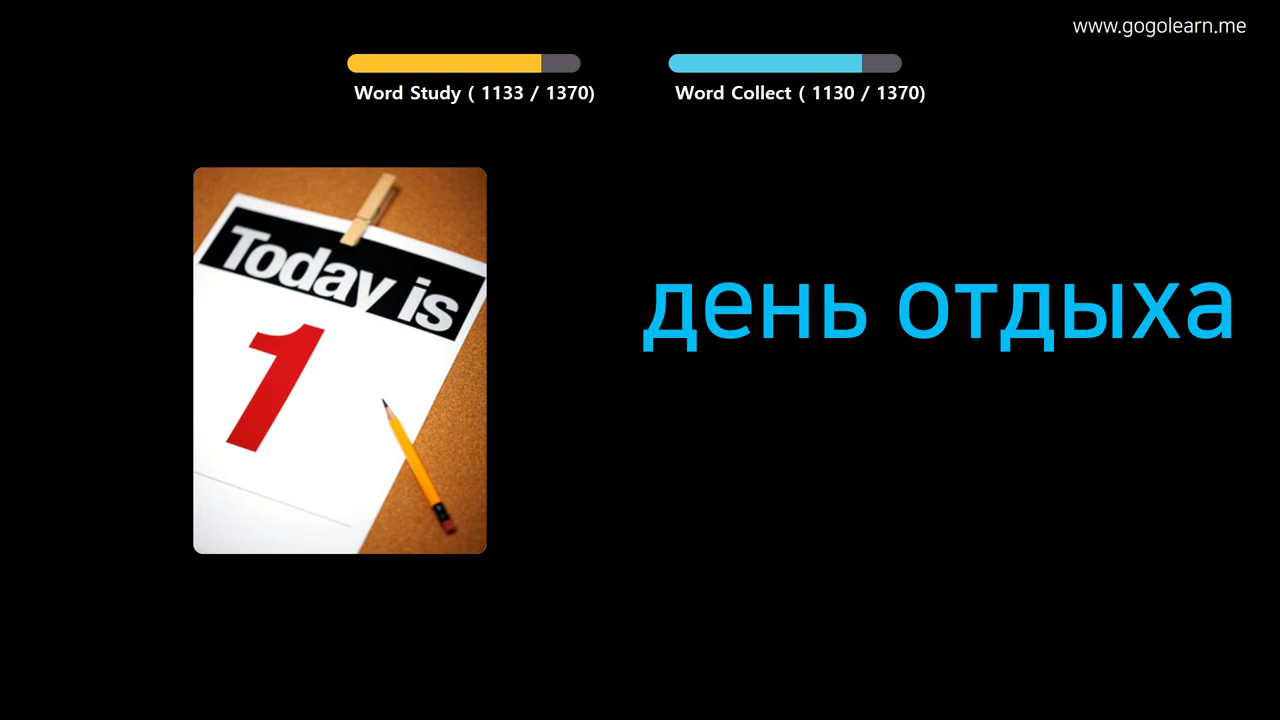 www.gogolearn.me
Word Study ( 1133 / 1370)
Word Collect ( 1130 / 1370)
Today is
1
день отдыха